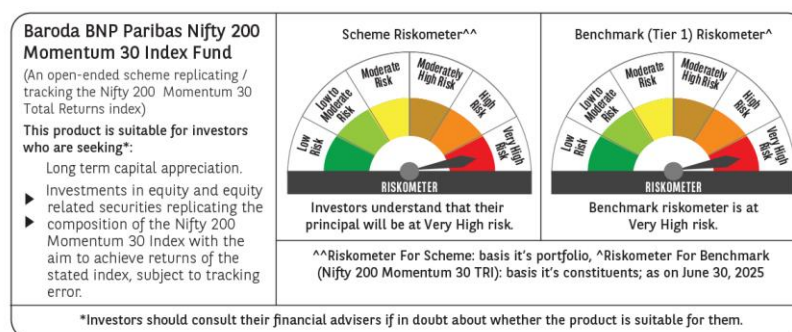 Baroda BNP Paribas Nifty 200
Momentum 30 Index Fund
(An open-ended scheme replicating /
tracking the Nifty 200 Momentum 30
Total Returns index)
This product is suitable for investors
who are seeking*:
Long term capital appreciation.
Investments in equity and equity
related securities replicating the
composition of the Nifty 200
Momentum 30 Index with the
aim to achieve returns of the
stated index, subject to tracking
error.
Scheme Riskometer^^
Low
Risk
Low to
Moderate
Risk
Moderate
Risk
Moderately
High Risk
High
Risk
Very High
Risk
RISKOMETER
Investors understand that their
principal will be at Very High risk.
Benchmark (Tier 1) Riskometer^
Low
Risk
Low to
Moderate
Risk
Moderate
Risk
Moderately
High Risk
High
Risk
Very High
Risk
RISKOMETER
Benchmark riskometer is at
Very High risk.
^^Riskometer For Scheme: basis it's portfolio, ^Riskometer For Benchmark
(Nifty 200 Momentum 30 TRI): basis it's constituents; as on June 30, 2025
*Investors should consult their financial advisers if in doubt about whether the product is suitable for them.